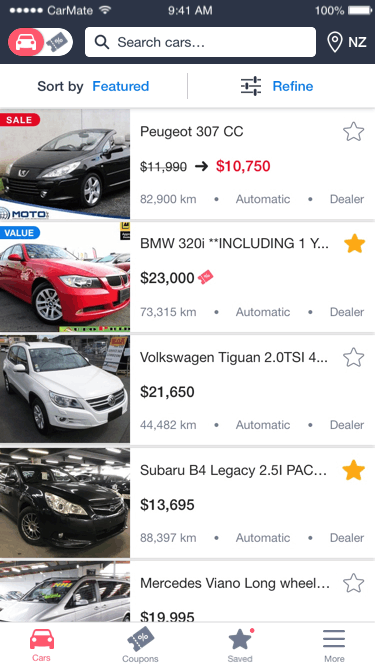 CarMate 9:41 AM 100%
Search cars… NZ
Sort by Featured Refine
SALE
MOTO
Peugeot 307 CC
$11,990 → $10,750
82,900 km • Automatic • Dealer
VALUE
BMW 320i **INCLUDING 1 Y...
$23,000 %
73,315 km • Automatic • Dealer
Volkswagen Tiguan 2.0TSI 4...
$21,650
44,482 km • Automatic • Dealer
Subaru B4 Legacy 2.5I PAC...
$13,695
88,397 km • Automatic • Dealer
Mercedes Viano Long wheel...
$19,995
Cars Coupons Saved More